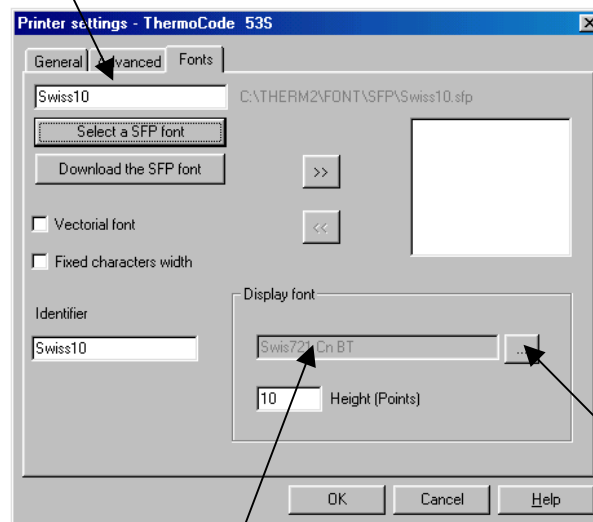 Printer settings - ThermoCode 53S
General Advanced Fonts
Swiss10 C:\THERM2\FONT\SFP\Swiss10.sfp
Select a SFP font
Download the SFP font
>>
Vectorial font
<<
Fixed characters width
Display font
Identifier
Swiss10
Swis721 Cn BT ...
10 Height (Points)
OK Cancel Help